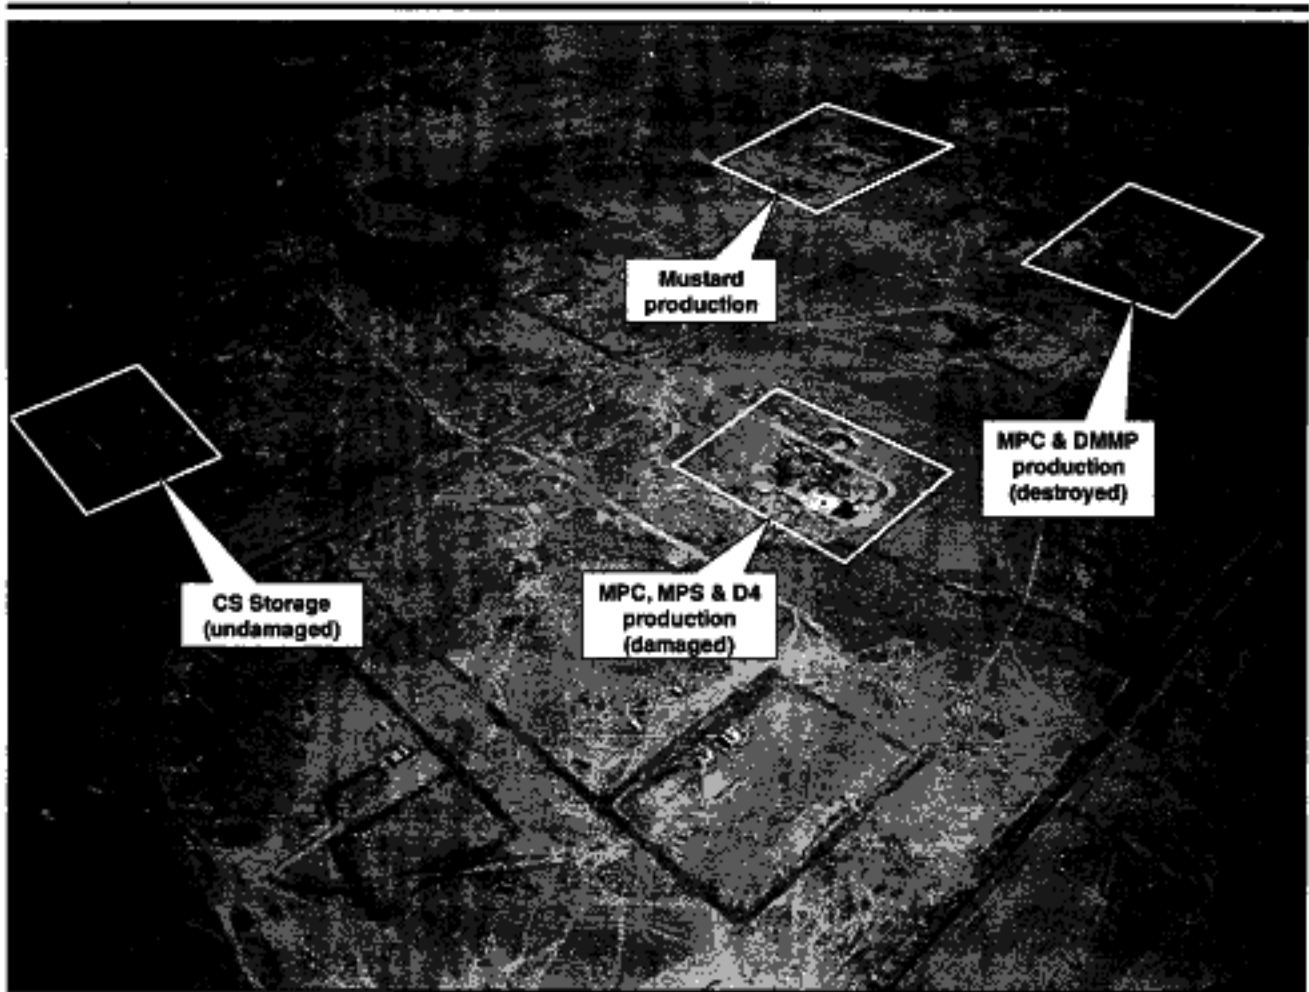 Mustard
production
MPC & DMMP
production
(destroyed)
CS Storage
(undamaged)
MPC, MPS & D4
production
(damaged)